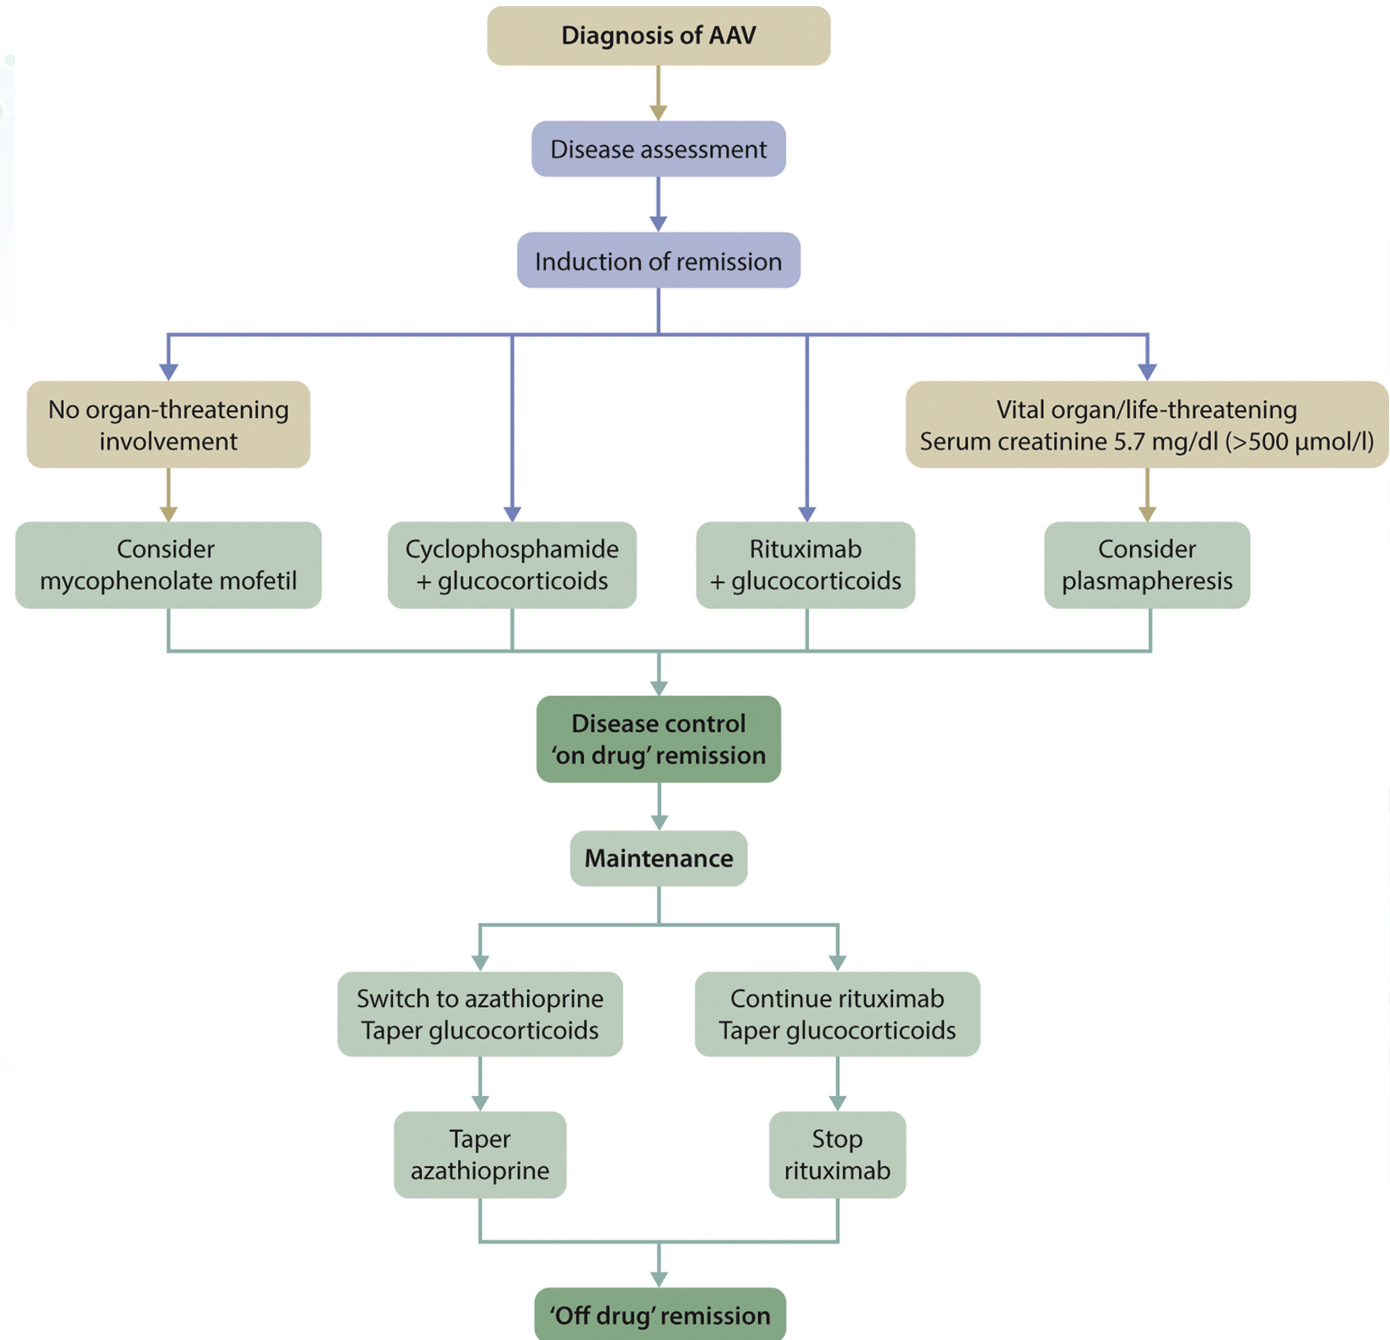 Diagnosis of AAV
Disease assessment
Induction of remission
No organ-threatening
involvement
Vital organ/life-threatening
Serum creatinine 5.7 mg/dl (>500 μmol/l)
Consider
mycophenolate mofetil
Cyclophosphamide
+ glucocorticoids
Rituximab
+ glucocorticoids
Consider
plasmapheresis
Disease control
‘on drug’ remission
Maintenance
Switch to azathioprine
Taper glucocorticoids
Continue rituximab
Taper glucocorticoids
Taper
azathioprine
Stop
rituximab
‘Off drug’ remission